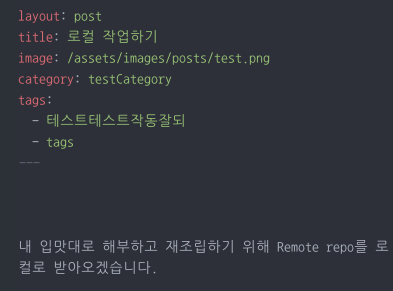 layout: post
title: 로컬 작업하기
image: /assets/images/posts/test.png
category: testCategory
tags:
- 테스트테스트작동잘되
- tags
---
내 입맛대로 해부하고 재조립하기 위해 Remote repo를 로
컬로 받아오겠습니다.